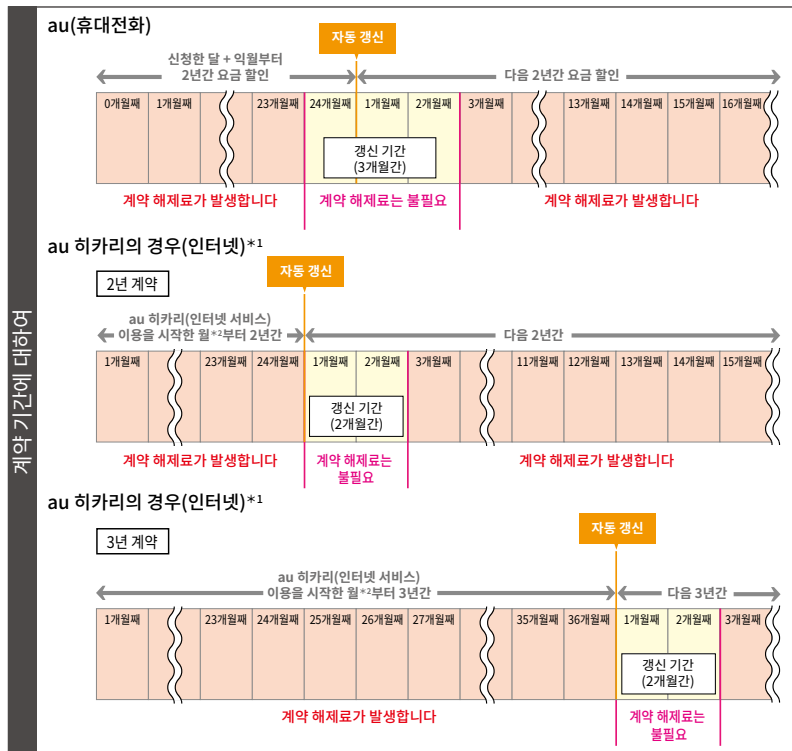 계약 기간에 대하여
au(휴대전화)
자동 갱신
신청한 달 + 익월부터
2년간 요금 할인
다음 2년간 요금 할인
0개월째 1개월째 23개월째 24개월째 1개월째 2개월째 3개월째 13개월째 14개월째 15개월째 16개월째
갱신 기간
(3개월간)
계약 해제료가 발생합니다 계약 해제료는 불필요 계약 해제료가 발생합니다
au 히카리의 경우(인터넷)*1
자동 갱신
2년 계약
au 히카리(인터넷 서비스)
이용을 시작한 월*2부터 2년간
다음 2년간
1개월째 23개월째 24개월째 1개월째 2개월째 3개월째 11개월째 12개월째 13개월째 14개월째 15개월째
갱신 기간
(2개월간)
계약 해제료가 발생합니다 계약 해제료는 계약 해제료가 발생합니다
불필요
au 히카리의 경우(인터넷)*1
자동 갱신
3년 계약
au 히카리(인터넷 서비스)
이용을 시작한 월*2부터 3년간
다음 3년간
1개월째 23개월째 24개월째 25개월째 26개월째 27개월째 35개월째 36개월째 1개월째 2개월째 3개월째
갱신 기간
(2개월간)
계약 해제료가 발생합니다 계약 해제료는
불필요